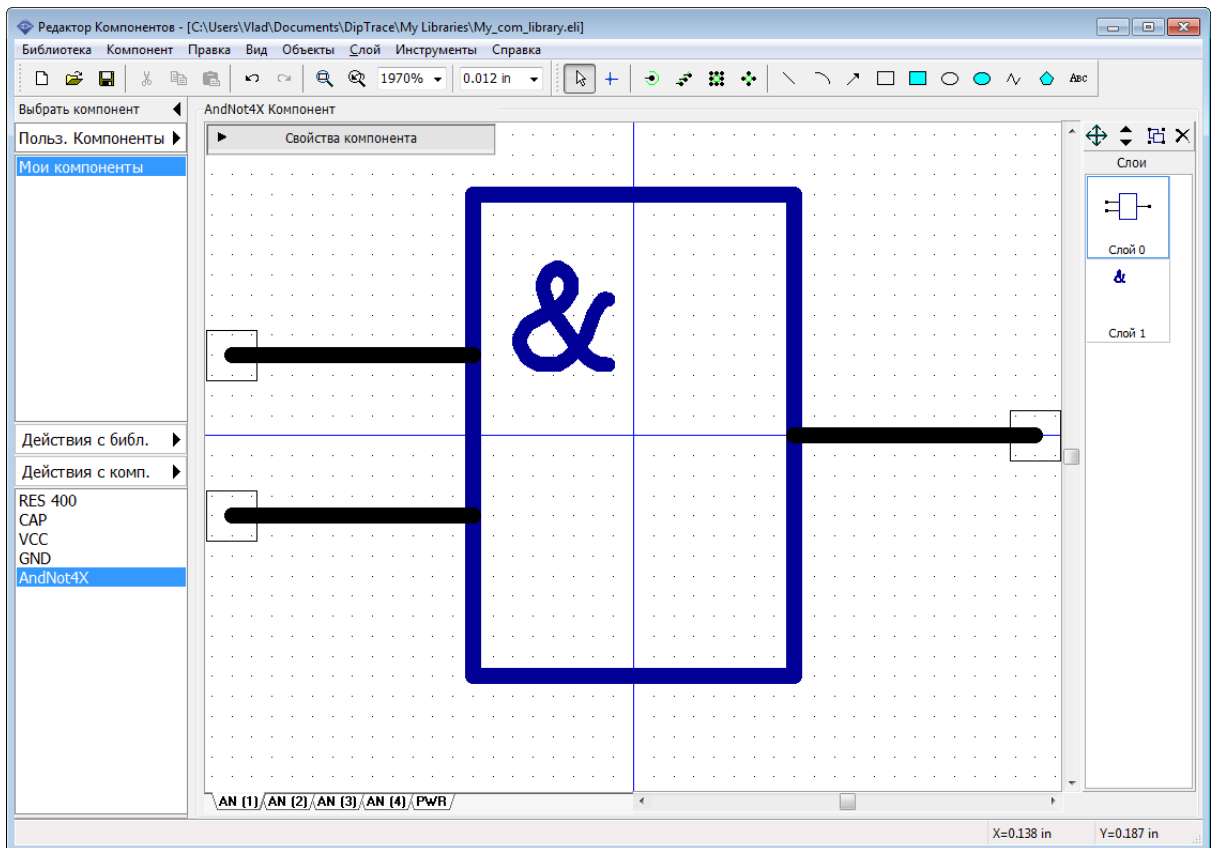 Редактор Компонентов - [C:\Users\Vlad\Documents\DipTrace\My Libraries\My_com_library.eli]
Библиотека Компонент Правка Вид Объекты Слой Инструменты Справка
1970% 0.012 in ABC
Выбрать компонент
AndNot4X Компонент
Польз. Компоненты
Свойства компонента
Мои компоненты
Слои
Слой 0
&
&
Слой 1
Действия с библ.
Действия с комп.
RES 400
CAP
VCC
GND
AndNot4X
AN (1) AN (2) AN (3) AN (4) PWR
X=0.138 in Y=0.187 in